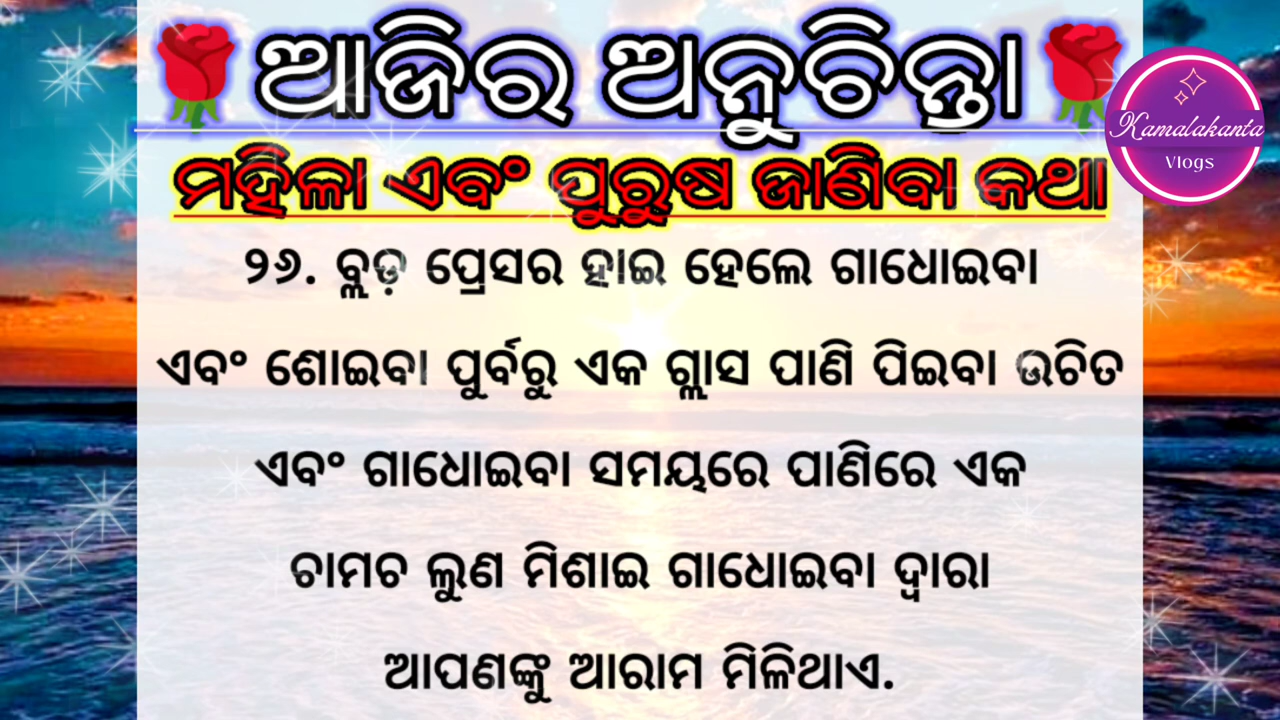 ଆଜିର ଅନୁଚିନ୍ତା
Kamalakanta
Vlogs
ମହିଳା ଏବଂ ପୁରୁଷ ଜାଣିବା କଥା
୨୬. ବ୍ଲଡ଼ ପ୍ରେସର ହାଇ ହେଲେ ଗାଧୋଇବା
ଏବଂ ଶୋଇବା ପୁର୍ବରୁ ଏକ ଗ୍ଲାସ ପାଣି ପିଇବା ଉଚିତ
ଏବଂ ଗାଧୋଇବା ସମୟରେ ପାଣିରେ ଏକ
ଚାମଚ ଲୁଣ ମିଶାଇ ଗାଧୋଇବା ଦ୍ୱାରା
ଆପଣଙ୍କୁ ଆରାମ ମିଳିଥାଏ.